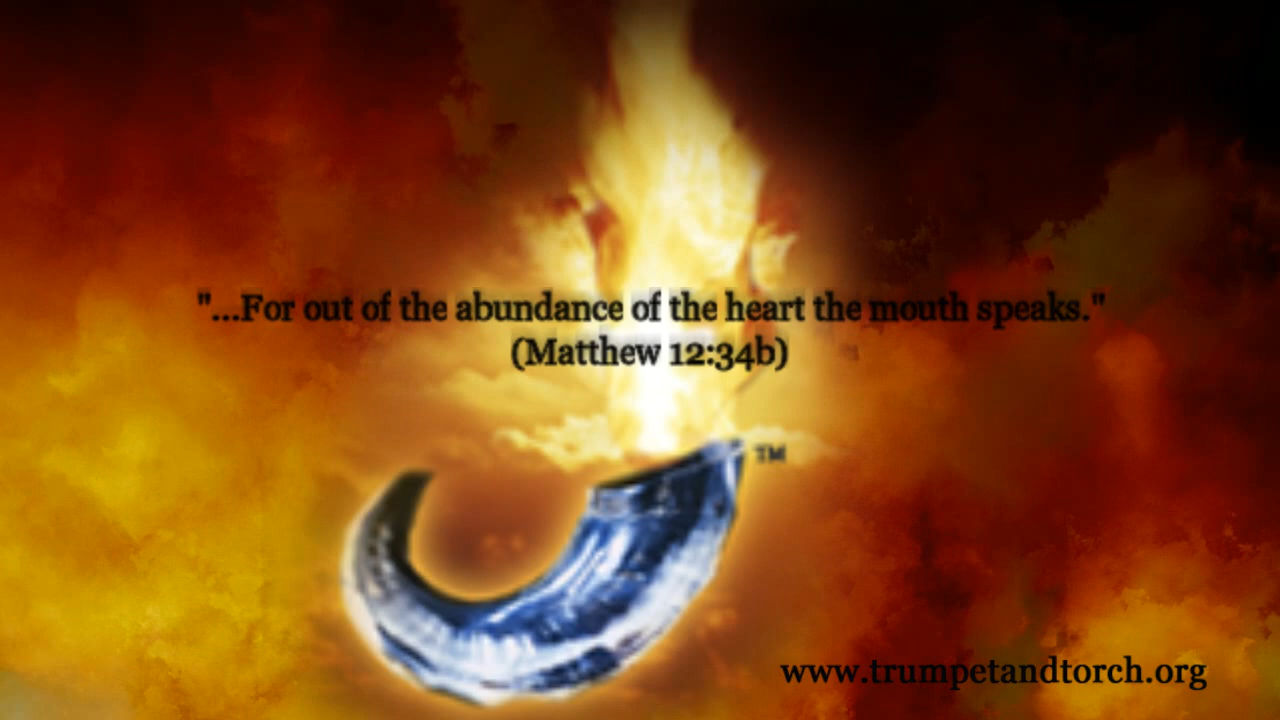 "...For out of the abundance of the heart the mouth speaks."
(Matthew 12:34b)
TM
www.trumpetandtorch.org